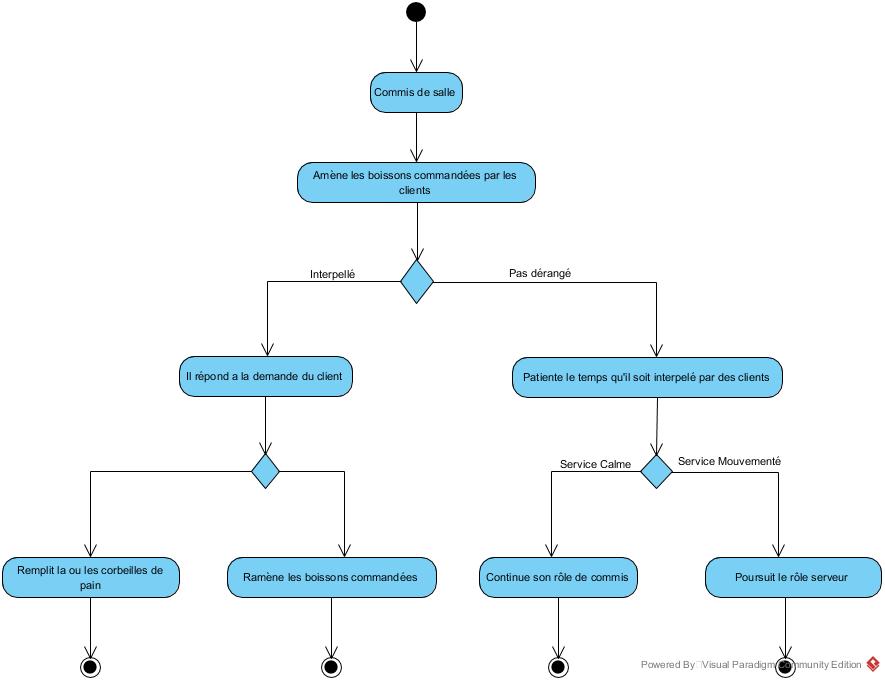 Commis de salle
Amène les boissons commandées par les
clients
Interpellé
Pas dérangé
Il répond a la demande du client
Patiente le temps qu'il soit interpelé par des clients
Service Calme
Service Mouvementé
Remplit la ou les corbeilles de
pain
Ramène les boissons commandées
Continue son rôle de commis
Poursuit le rôle serveur
Powered By Visual Paradigm Community Edition